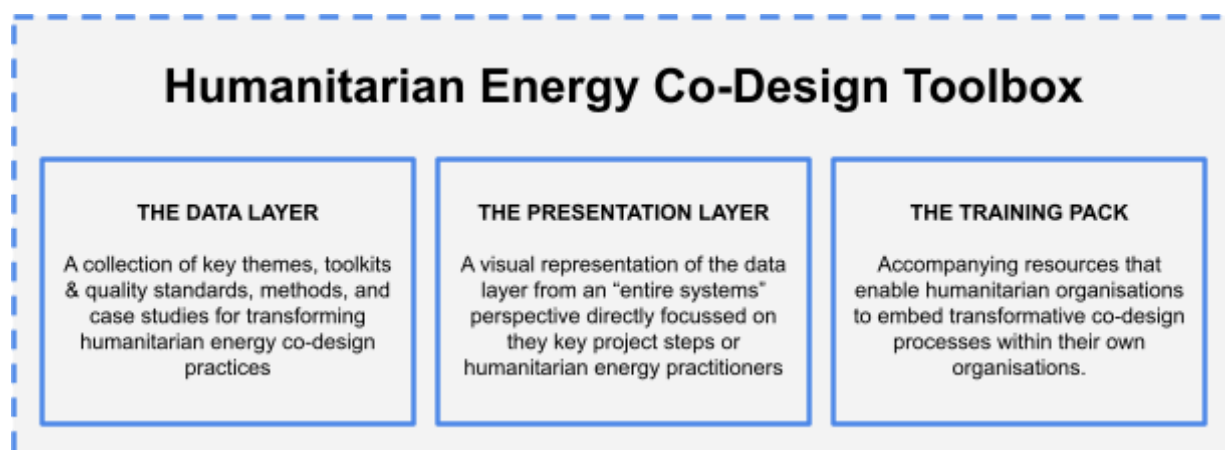 Humanitarian Energy Co-Design Toolbox
THE DATA LAYER
A collection of key themes, toolkits
& quality standards, methods, and
case studies for transforming
humanitarian energy co-design
practices
THE PRESENTATION LAYER
A visual representation of the data
layer from an “entire systems”
perspective directly focussed on
they key project steps or
humanitarian energy practitioners
THE TRAINING PACK
Accompanying resources that
enable humanitarian organisations
to embed transformative co-design
processes within their own
organisations.